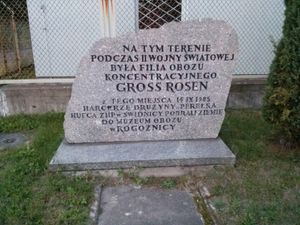 NA TYM TERENIE
PODCZAS II WOJNY ŚWIATOWEJ
BYŁA FILIA OBOZU
KONCENTRACYJNEGO
GROSS ROSEN
Z TEGO MIEJSCA 16 IX 1985
HARCERZE DRUŻYNY
HUFCA ZHP W ŚWIDNICY POBRALI ZIEMIĘ
DO MUZEUM OBOZU
W ROGOŹNICY